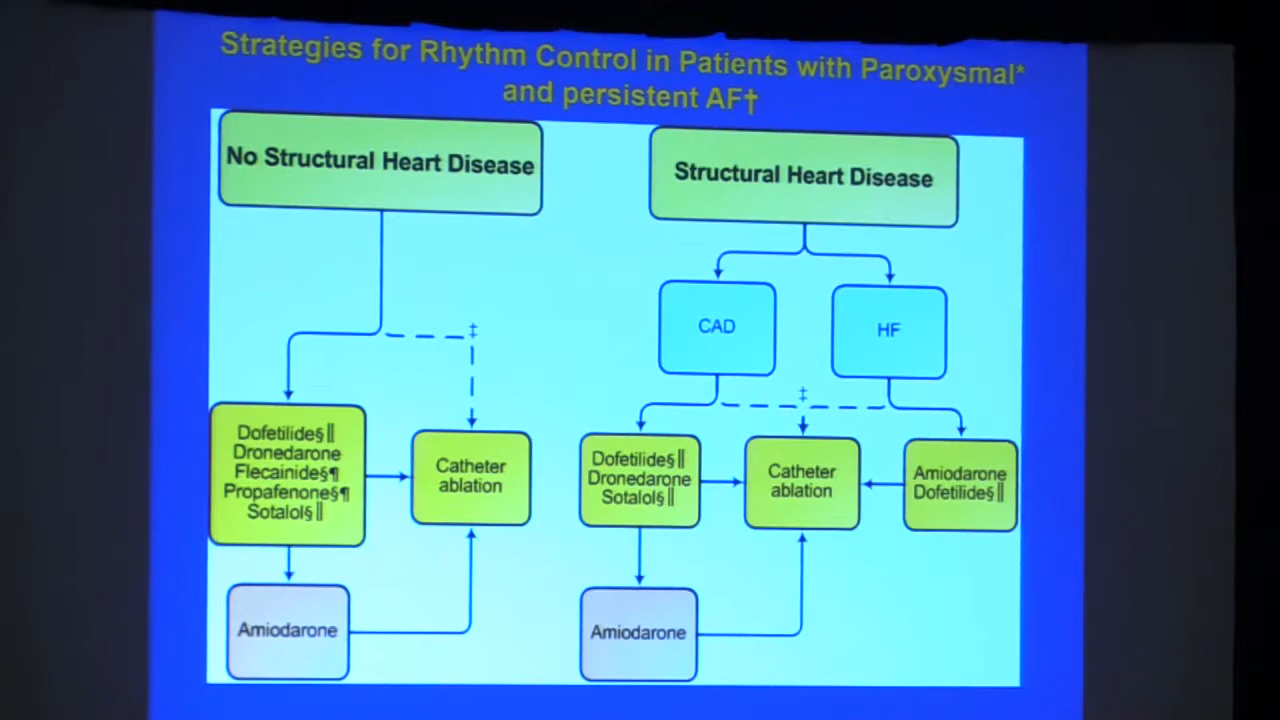 Strategies for Rhythm Control in Patients with Paroxysmal*
and persistent AF†
No Structural Heart Disease
Structural Heart Disease
CAD
HF
‡
‡
Dofetilide§‖
Dronedarone
Flecainide§¶
Propafenone§¶
Sotalol§‖
Catheter
ablation
Dofetilide§‖
Dronedarone
Sotalol§‖
Catheter
ablation
Amiodarone
Dofetilide§‖
Amiodarone
Amiodarone